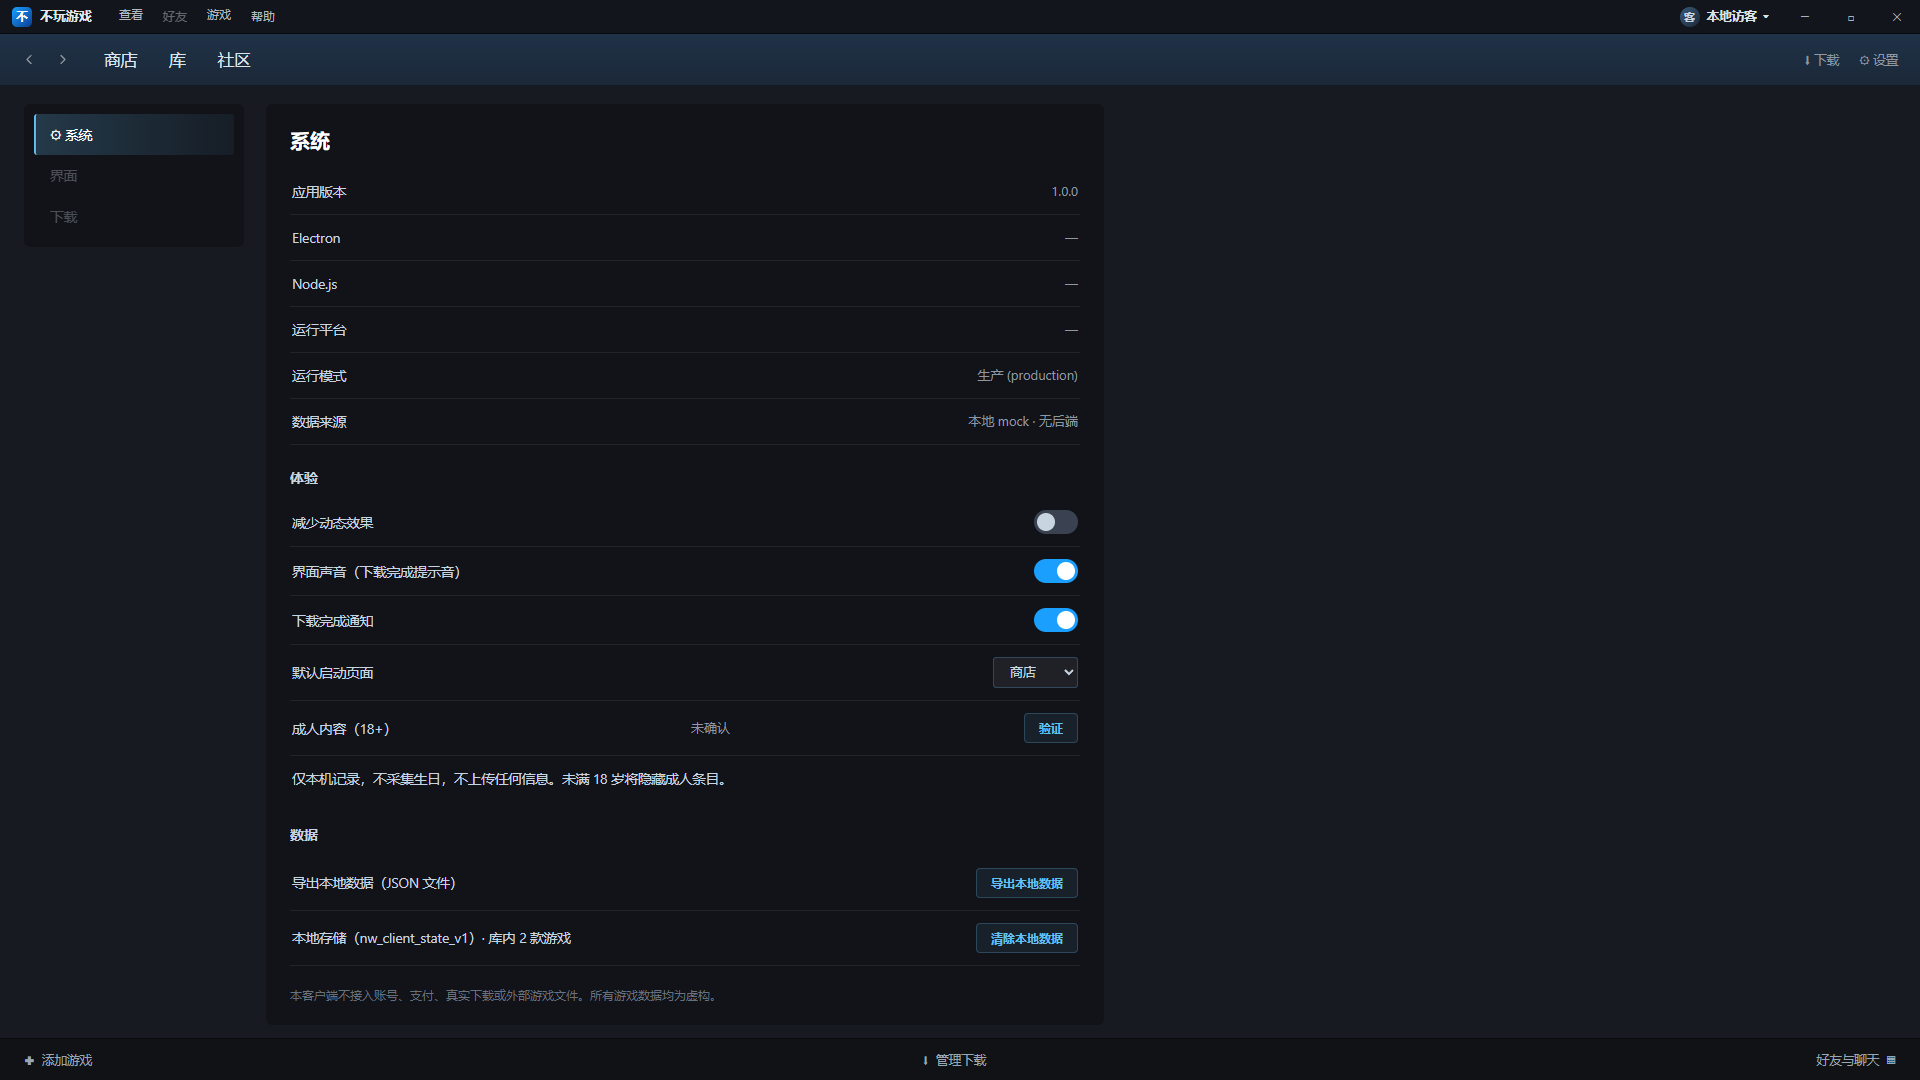 不 不玩游戏 查看 好友 游戏 帮助 客 本地访客
商店 库 社区 下载 设置
系统
界面
下载
系统
应用版本 1.0.0
Electron —
Node.js —
运行平台 —
运行模式 生产 (production)
数据来源 本地 mock · 无后端
体验
减少动态效果
界面声音（下载完成提示音）
下载完成通知
默认启动页面 商店
成人内容（18+） 未确认 验证
仅本机记录，不采集生日，不上传任何信息。未满 18 岁将隐藏成人条目。
数据
导出本地数据（JSON 文件） 导出本地数据
本地存储（nw_client_state_v1）· 库内 2 款游戏 清除本地数据
本客户端不接入账号、支付、真实下载或外部游戏文件。所有游戏数据均为虚构。
添加游戏 管理下载 好友与聊天